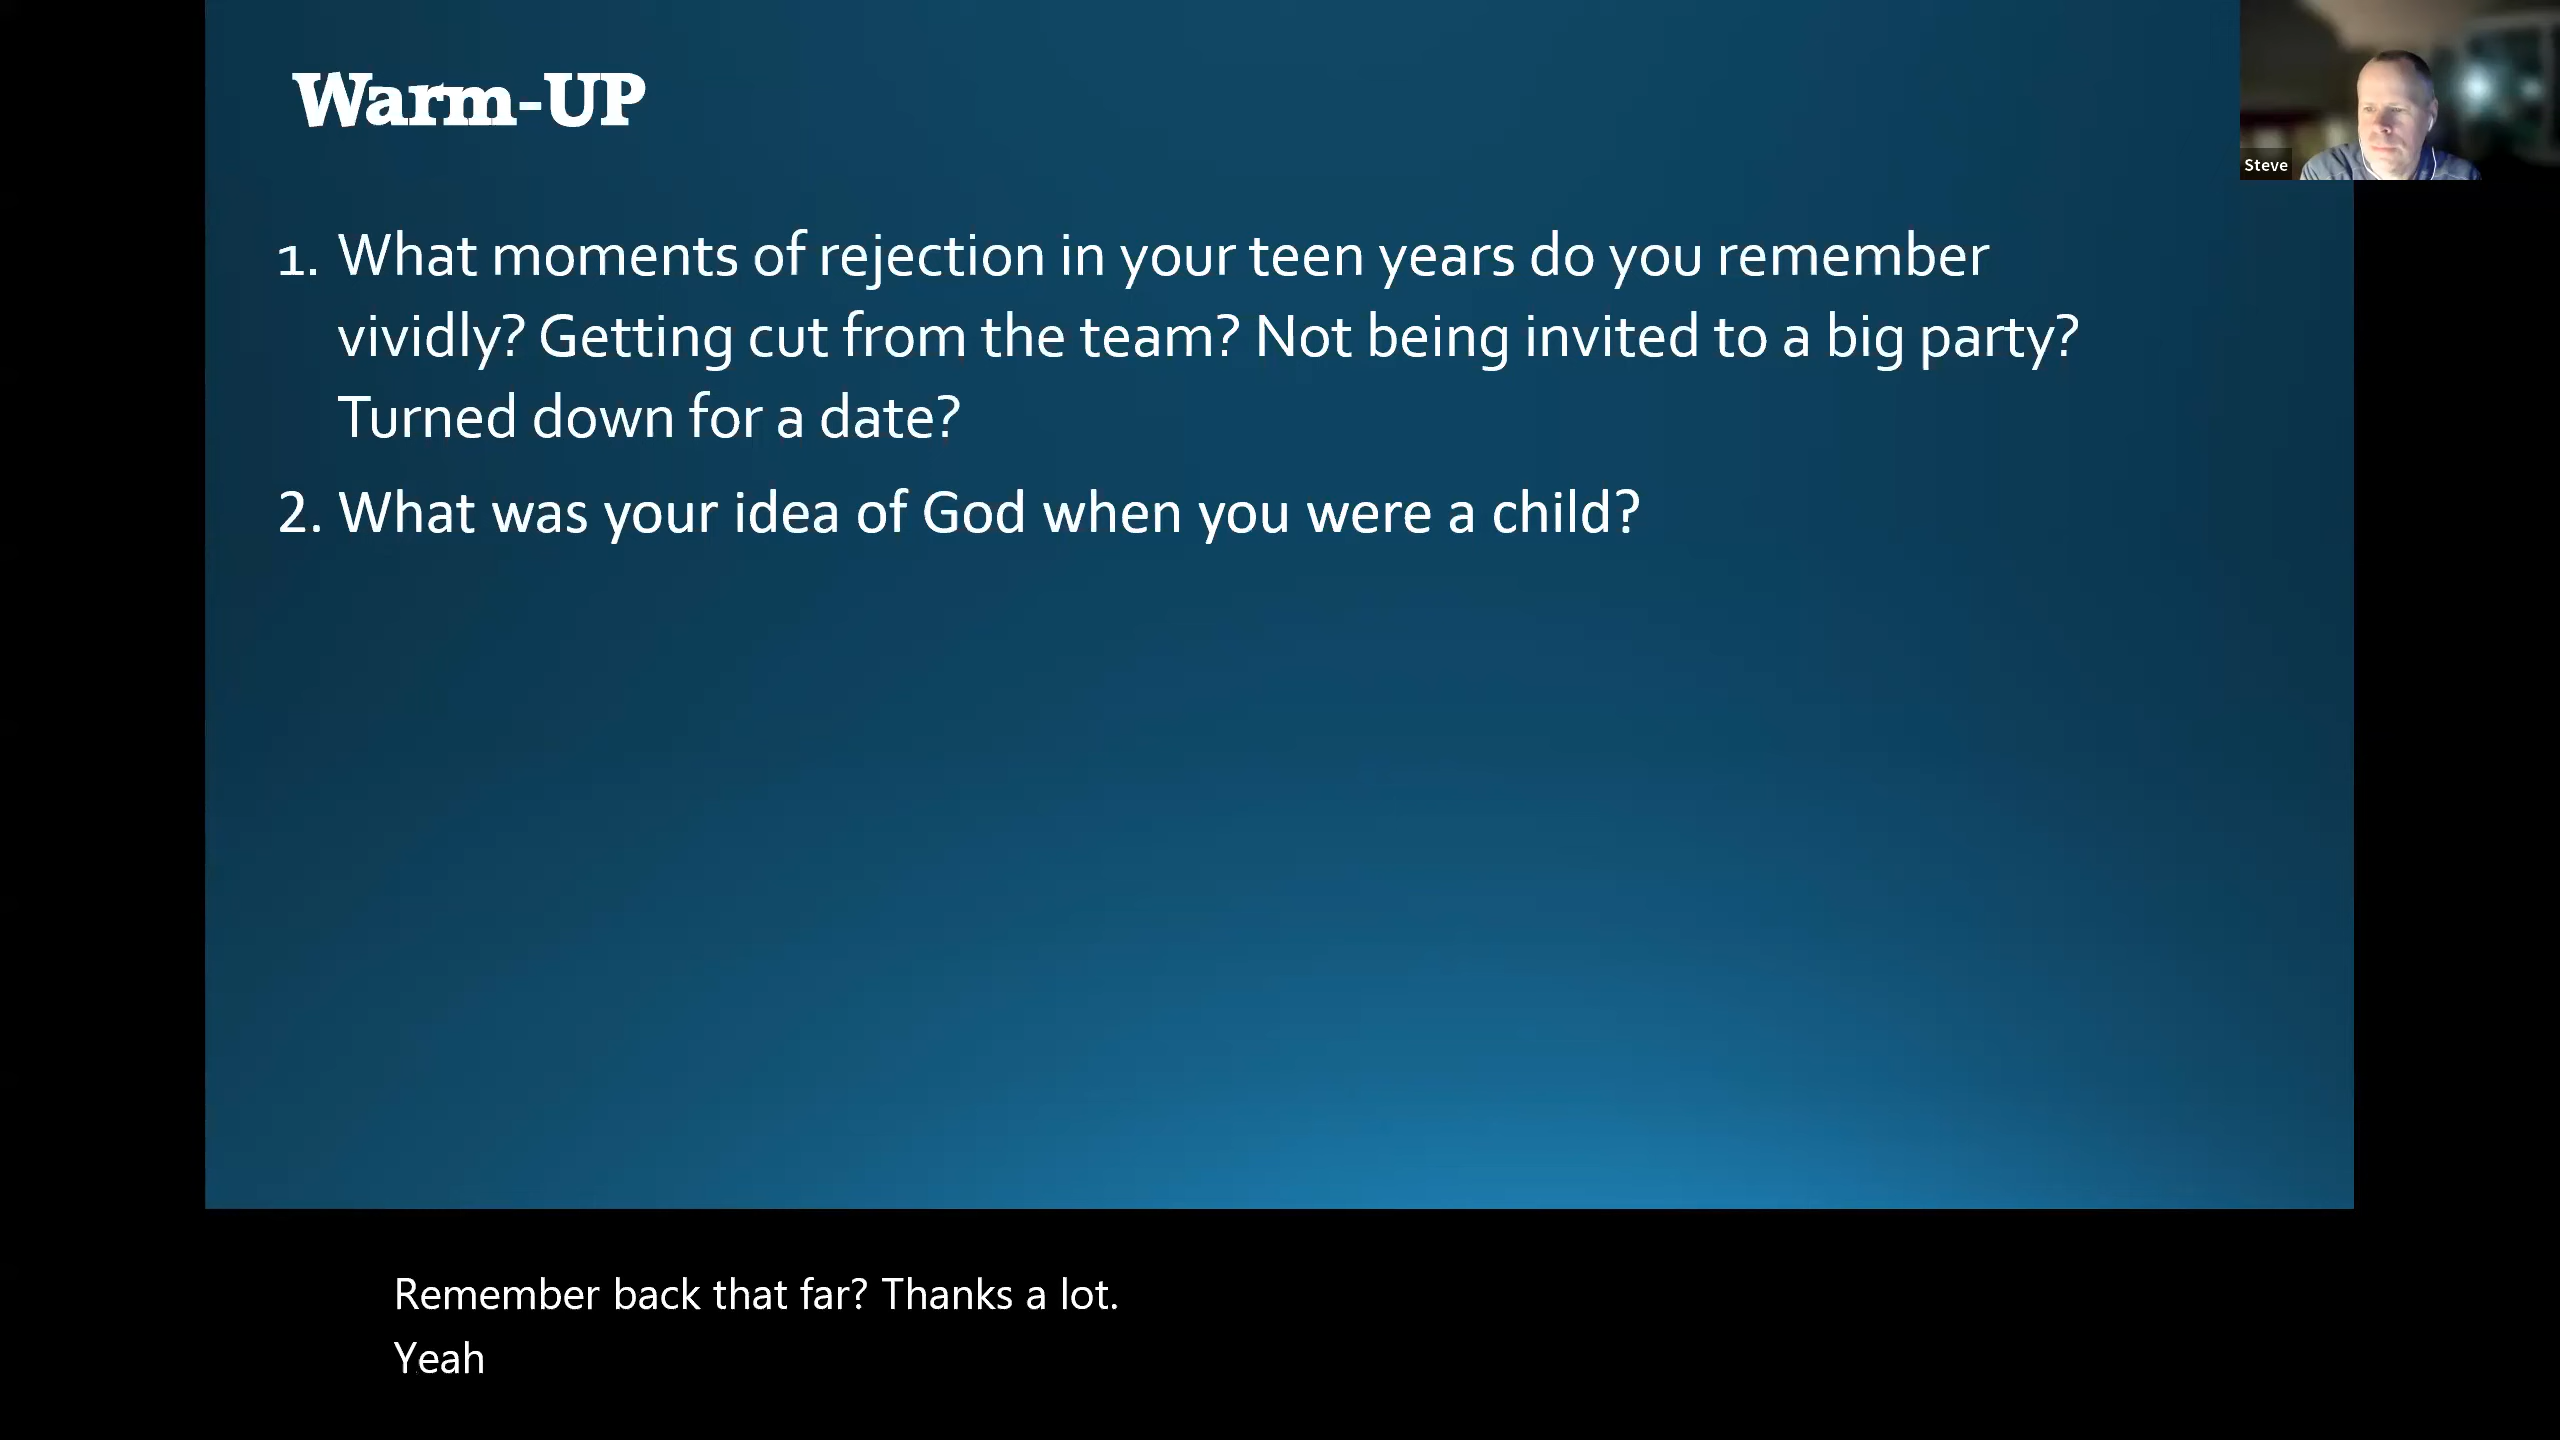 Warm-UP
Steve
1. What moments of rejection in your teen years do you remember
vividly? Getting cut from the team? Not being invited to a big party?
Turned down for a date?
2. What was your idea of God when you were a child?
Remember back that far? Thanks a lot.
Yeah